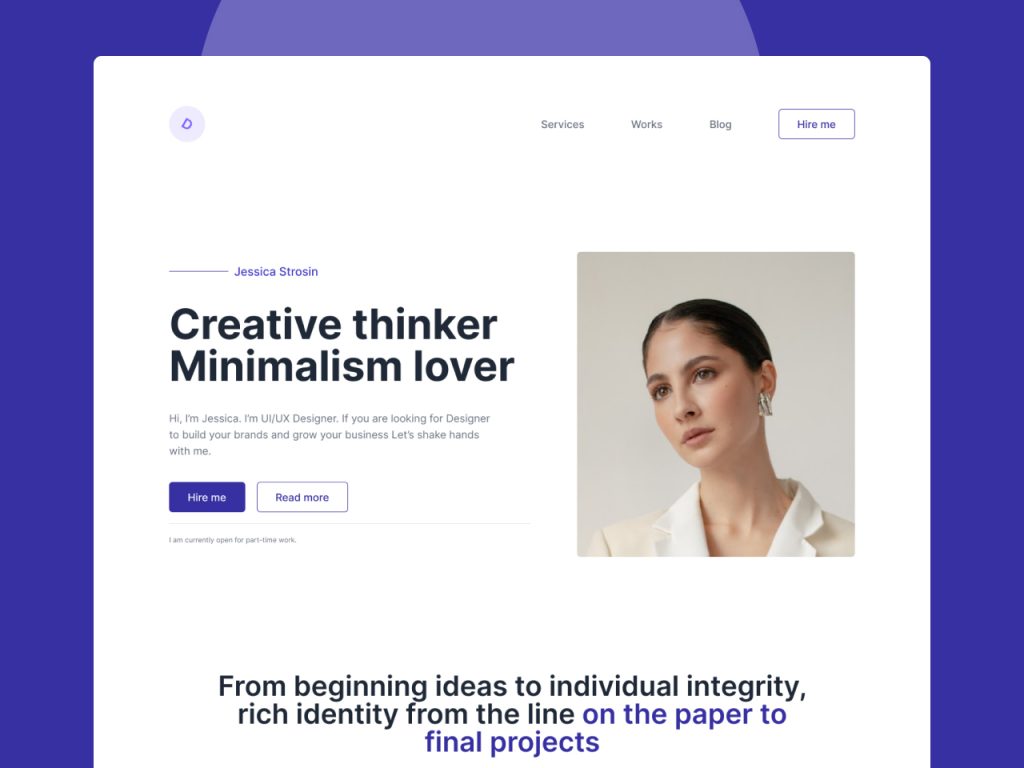 D
Services
Works
Blog
Hire me
Jessica Strosin
Creative thinker
Minimalism lover
Hi, I'm Jessica. I'm UI/UX Designer. If you are looking for Designer
to build your brands and grow your business Let's shake hands
with me.
Hire me
Read more
I am currently open for part-time work.
From beginning ideas to individual integrity,
rich identity from the line on the paper to
final projects